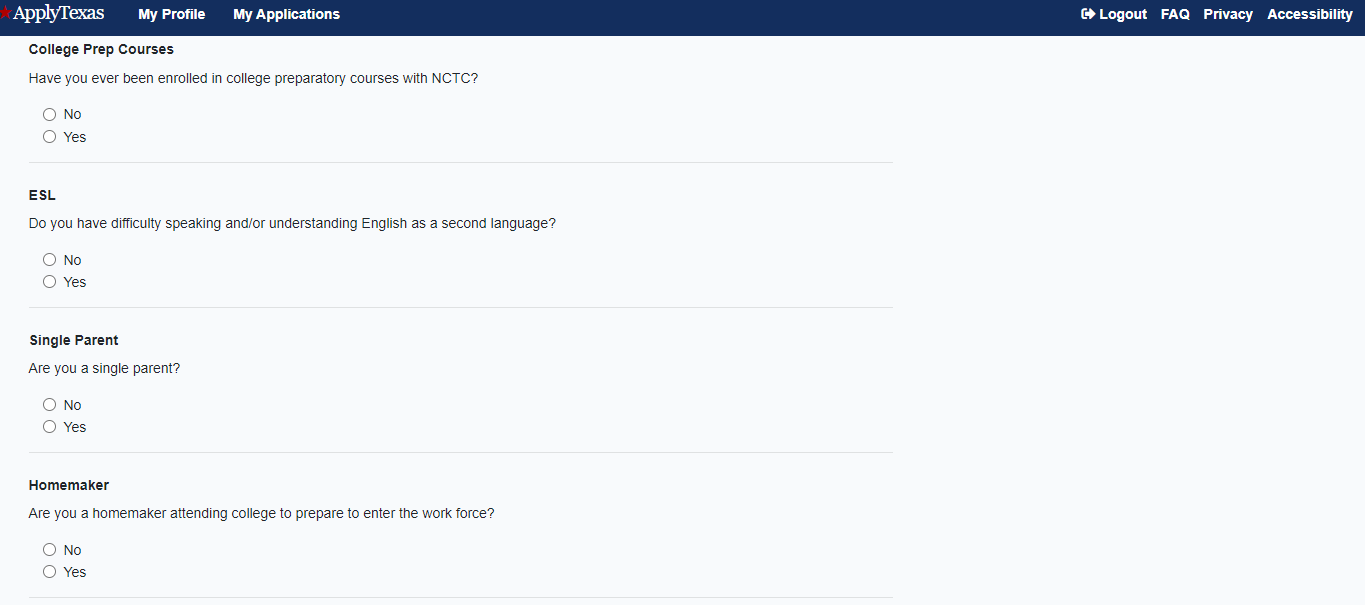 ApplyTexas My Profile My Applications Logout FAQ Privacy Accessibility
College Prep Courses
Have you ever been enrolled in college preparatory courses with NCTC?
No
Yes
ESL
Do you have difficulty speaking and/or understanding English as a second language?
No
Yes
Single Parent
Are you a single parent?
No
Yes
Homemaker
Are you a homemaker attending college to prepare to enter the work force?
No
Yes